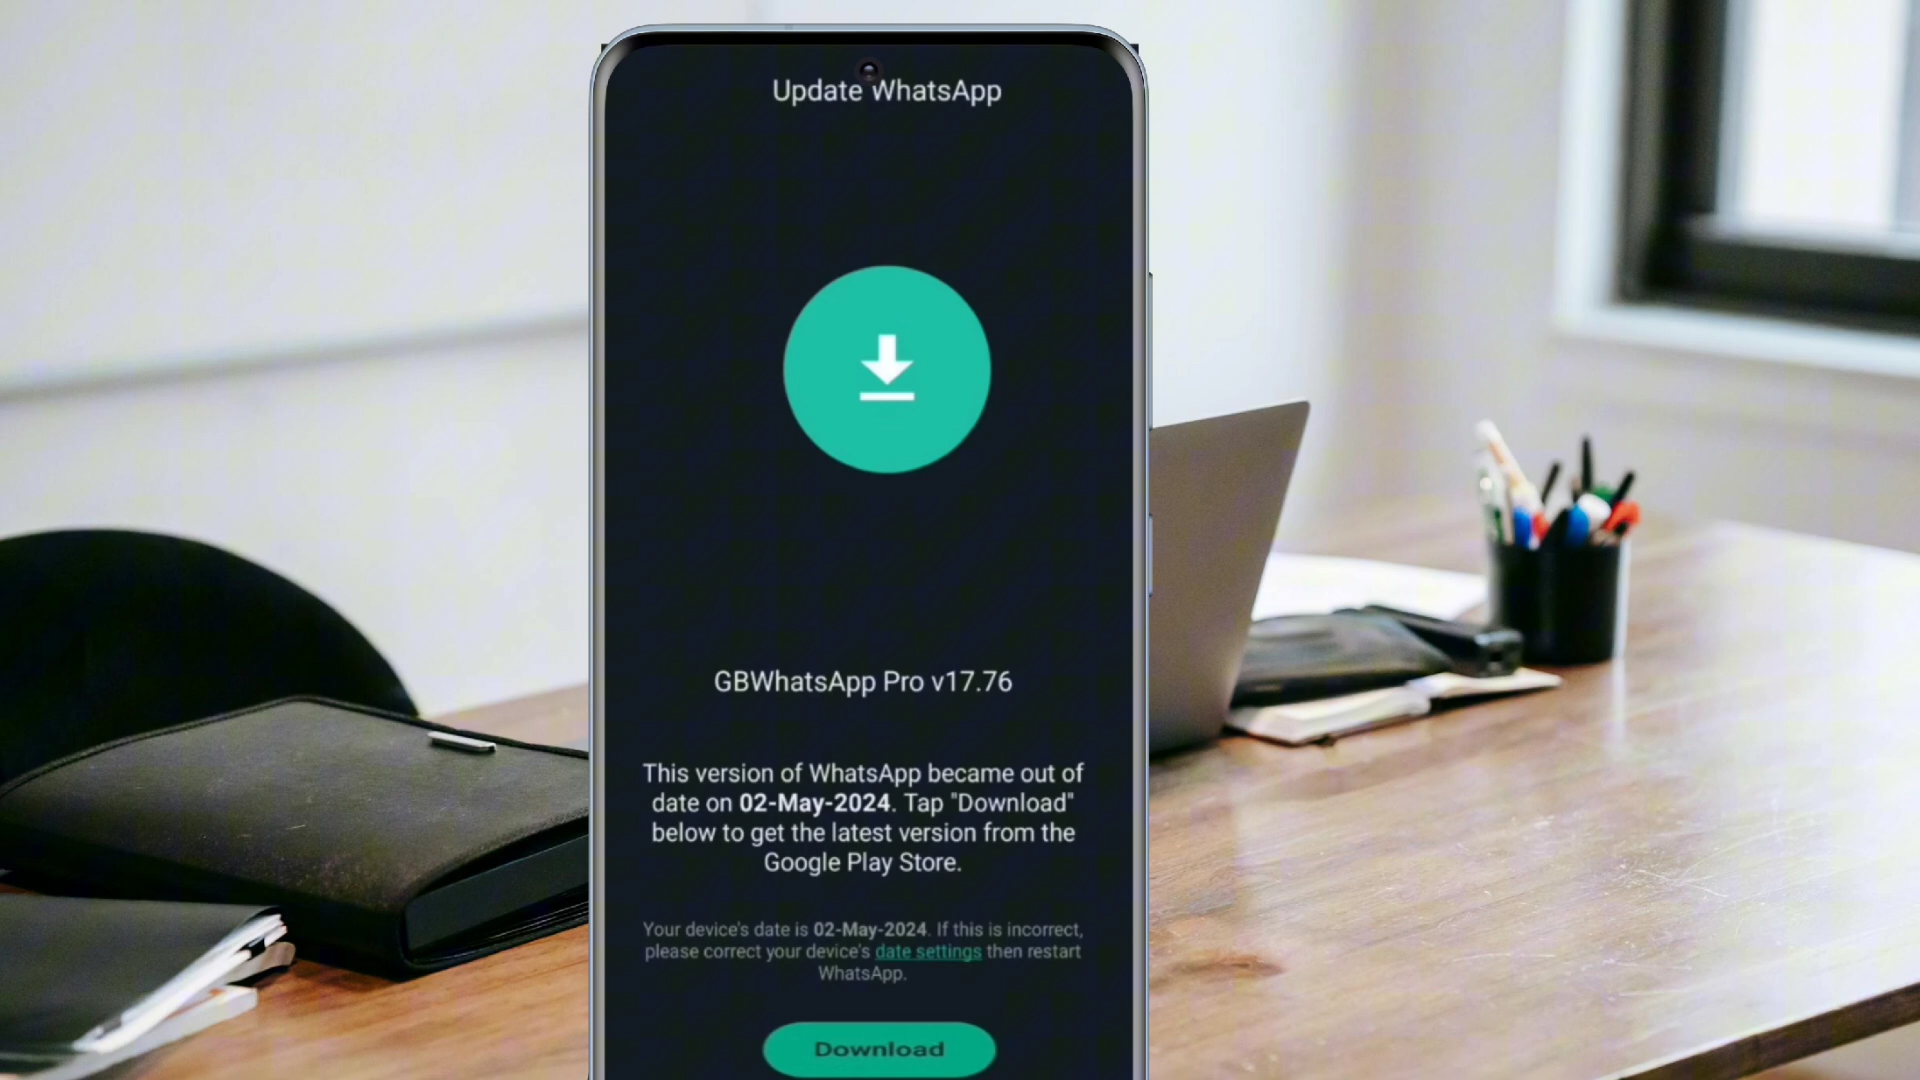 Update WhatsApp
GBWhatsApp Pro v17.76
This version of WhatsApp became out of
date on 02-May-2024. Tap "Download"
below to get the latest version from the
Google Play Store.
Your device's date is 02-May-2024. If this is incorrect,
please correct your device's date settings then restart
WhatsApp.
Download